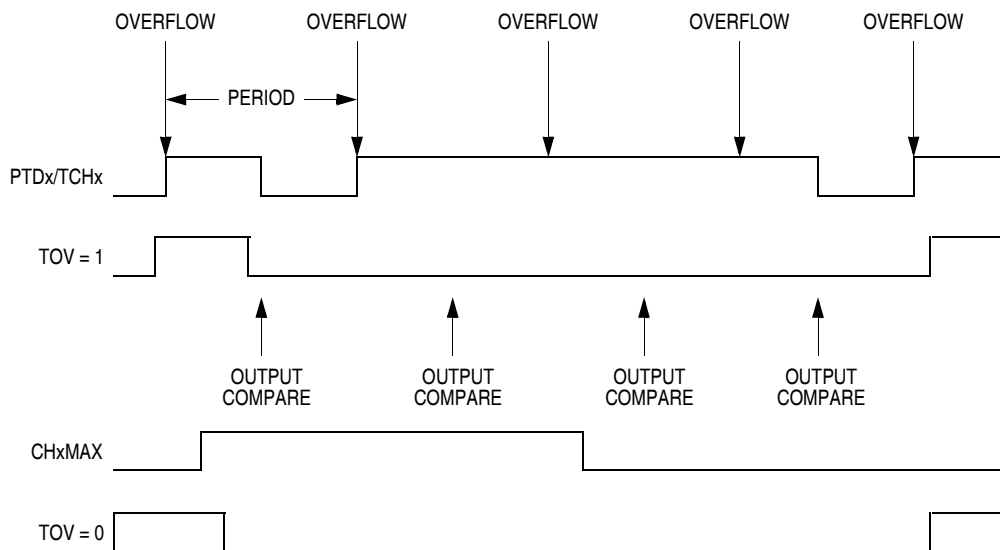 OVERFLOW OVERFLOW OVERFLOW OVERFLOW OVERFLOW
PERIOD
PTDx/TCHx
TOV = 1
OUTPUT COMPARE
OUTPUT COMPARE
OUTPUT COMPARE
OUTPUT COMPARE
CHxMAX
TOV = 0